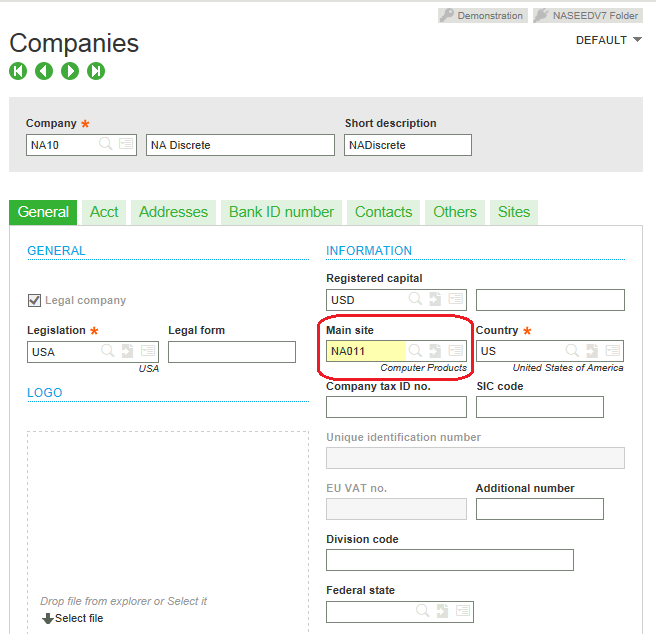 Demonstration NASEEDV7 Folder
Companies
DEFAULT
Company * Short description
NA10 NA Discrete NADiscrete
General Acct Addresses Bank ID number Contacts Others Sites
GENERAL INFORMATION
Registered capital
Legal company USD
Legislation * Legal form Main site Country *
USA NA011 US
USA Computer Products United States of America
LOGO Company tax ID no. SIC code
Unique identification number
EU VAT no. Additional number
Division code
Federal state
Drop file from explorer or Select it
Select file